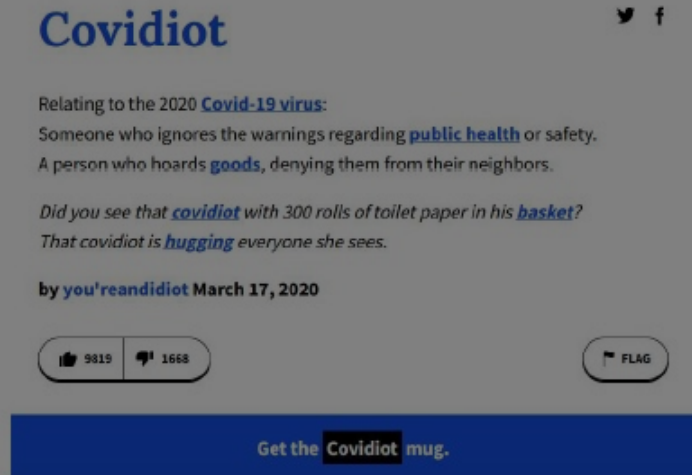 Covidiot
Relating to the 2020 Covid-19 virus:
Someone who ignores the warnings regarding public health or safety.
A person who hoards goods, denying them from their neighbors.
Did you see that covidiot with 300 rolls of toilet paper in his basket?
That covidiot is hugging everyone she sees.
by you'reandidiot March 17, 2020
9819 1668 FLAG
Get the Covidiot mug.